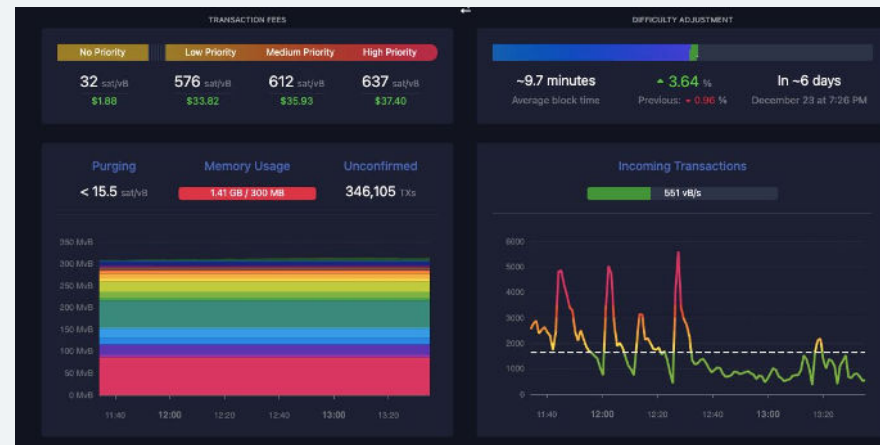 TRANSACTION FEES
No Priority Low Priority Medium Priority High Priority
32 sat/vB 576 sat/vB 612 sat/vB 637 sat/vB
$1.88 $33.82 $35.93 $37.40
DIFFICULTY ADJUSTMENT
~9.7 minutes 3.64 % In ~6 days
Average block time Previous: 0.96 % December 23 at 7:26 PM
Purging Memory Usage Unconfirmed
< 15.5 sat/vB 1.41 GB / 300 MB 346,105 TXs
350 MvB
300 MvB
250 MvB
200 MvB
150 MvB
100 MvB
50 MvB
0 MvB
11:40 12:00 12:20 12:40 13:00 13:20
Incoming Transactions
551 vB/s
6000
5000
4000
3000
2000
1000
0
11:40 12:00 12:20 12:40 13:00 13:20